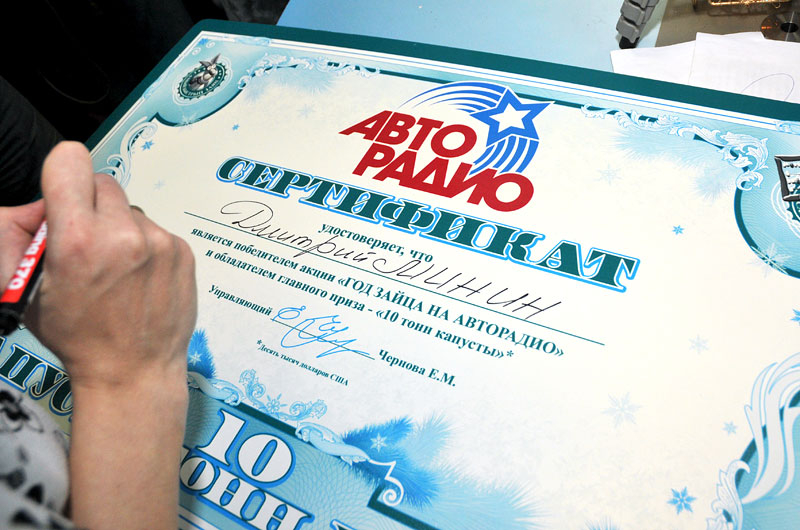 АВТО
РАДИО
СЕРТИФИКАТ
удостоверяет, что
Дмитрий
является победителем акции «ГОД ЗАЙЦА НА АВТОРАДИО»
и обладателем главного приза - «10 тонн капусты»*
Управляющий Чернова Е.М.
*Десять тысяч долларов США
10